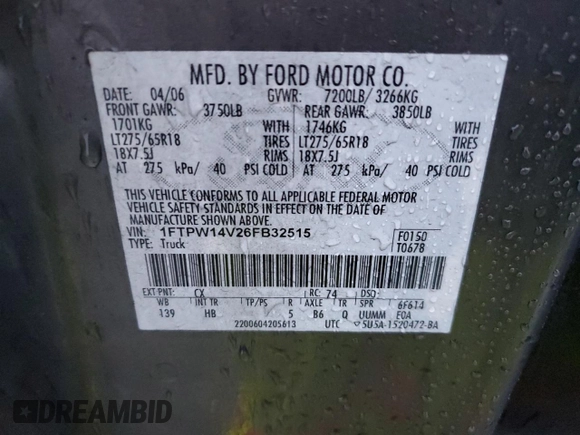 MFD. BY FORD MOTOR CO.
DATE: 04/06 GVWR: 7200LB/ 3266KG
FRONT GAWR: 3750LB REAR GAWR: 3850LB
1701KG WITH 1746KG WITH
LT275/65R18 TIRES LT275/65R18 TIRES
18X7.5J RIMS 18X7.5J RIMS
AT 275 kPa/ 40 PSI COLD AT 275 kPa/ 40 PSI COLD
THIS VEHICLE CONFORMS TO ALL APPLICABLE FEDERAL MOTOR
VEHICLE SAFETY STANDARDS IN EFFECT ON THE DATE OF
MANUFACTURE SHOWN ABOVE.
VIN: 1FTPW14V26FB32515 F0150
TYPE: Truck T0678
EXT PNT: CX RC: 74 DSO:
WB INT TR TP/PS R AXLE TR SPR 6F614
139 HB 5 B6 Q UUMM EOA
2200604205613 UTC 5U5A-1520472-BA
DREAMBID